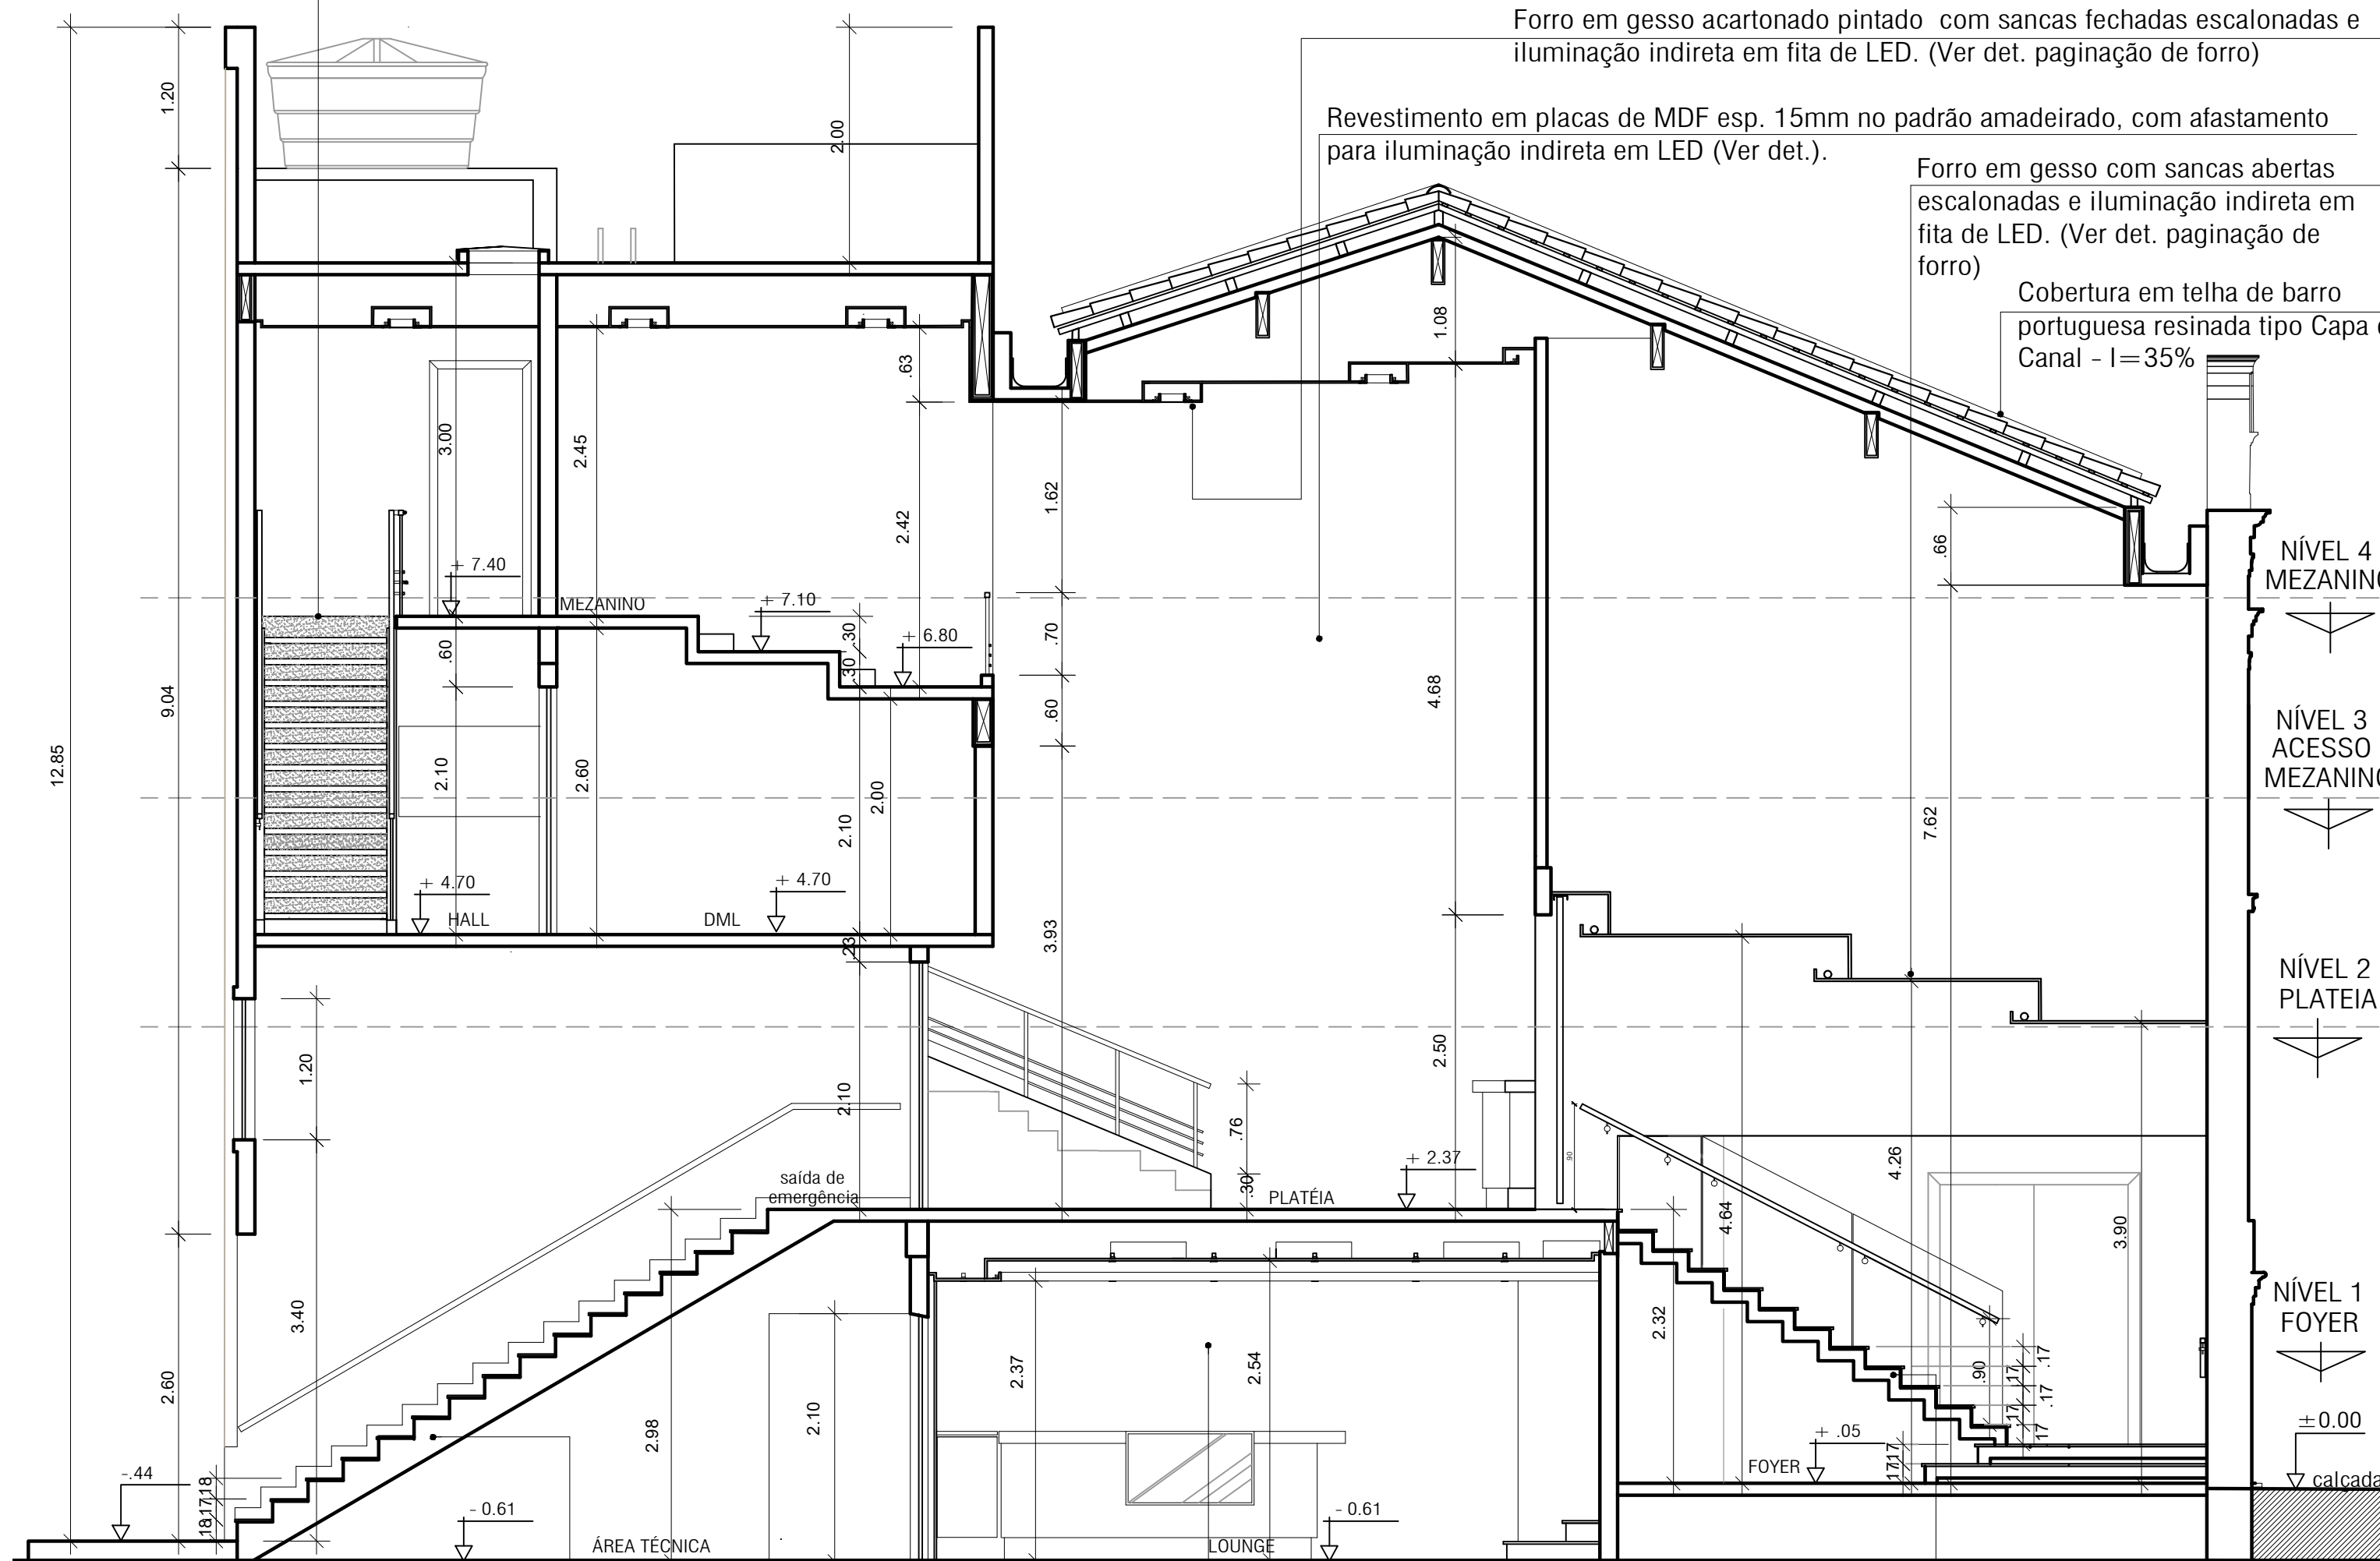 Forro em gesso acartonado pintado com sancas fechadas escalonadas e
iluminação indireta em fita de LED. (Ver det. paginação de forro)
Revestimento em placas de MDF esp. 15mm no padrão amadeirado, com afastamento
para iluminação indireta em LED (Ver det.).
Forro em gesso com sancas abertas
escalonadas e iluminação indireta em
fita de LED. (Ver det. paginação de
forro)
Cobertura em telha de barro
portuguesa resinada tipo Capa e
Canal - I=35%
1.20
2.00
1.08
.63
3.00
2.45
2.42
1.62
.66
NÍVEL 4
MEZANINO
+ 7.40
MEZANINO
+ 7.10
+ 6.80
.30
.30
.60
.70
.60
4.68
9.04
12.85
NÍVEL 3
ACESSO
MEZANINO
2.10
2.60
2.10
2.00
7.62
+ 4.70
HALL
+ 4.70
DML
.23
3.93
NÍVEL 2
PLATEIA
1.20
2.10
2.50
.76
.30
.90
saída de
emergência
PLATÉIA
+ 2.37
4.26
4.64
3.90
NÍVEL 1
FOYER
3.40
2.60
2.98
2.10
2.37
2.54
2.32
.90
.17
.17
.17
.17
.17
±0.00
calçada
+ .05
FOYER
.17
.17
-.44
.18
.17
.18
- 0.61
ÁREA TÉCNICA
LOUNGE
- 0.61